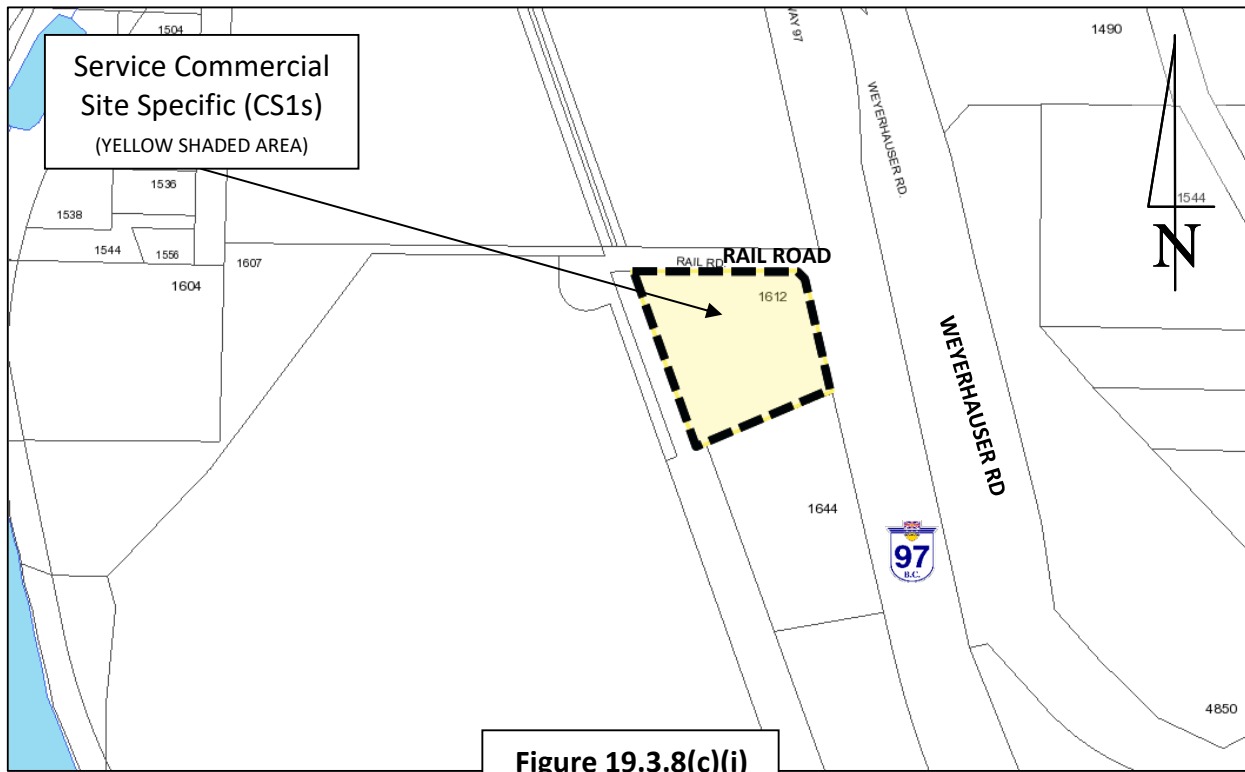 1504
WAY 97
1490
Service Commercial
Site Specific (CS1s)
(YELLOW SHADED AREA)
WEYERHAUSER RD.
1536
1538
1544
N
1544
1556
1607
1604
RAIL RD
RAIL ROAD
1612
WEYERHAUSER RD
1644
97
B.C.
4850
Figure 19.3.8(c)(i)